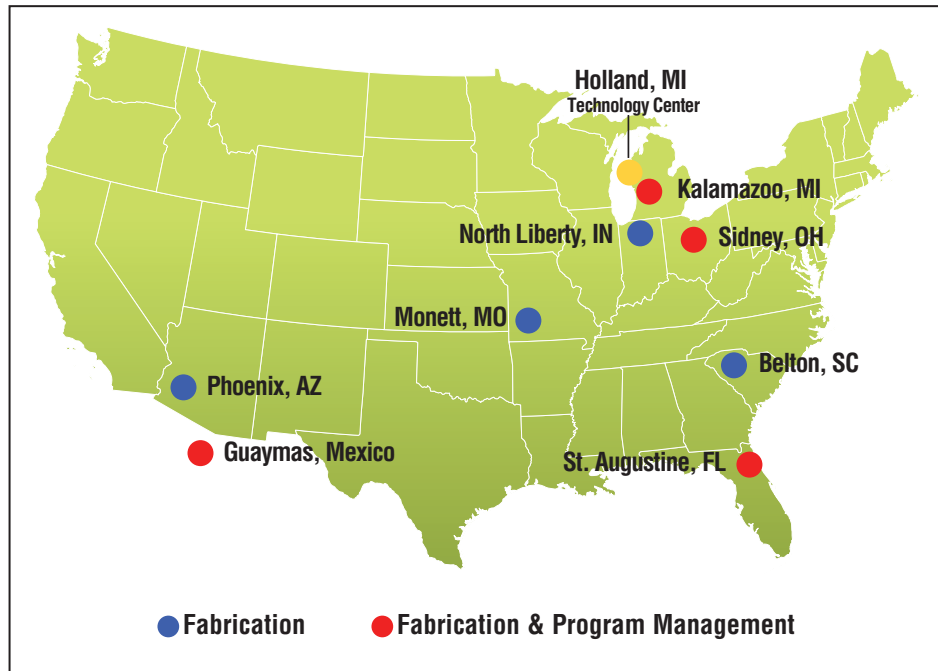 Holland, MI
Technology Center
Kalamazoo, MI
North Liberty, IN
Sidney, OH
Monett, MO
Belton, SC
Phoenix, AZ
Guaymas, Mexico
St. Augustine, FL
Fabrication
Fabrication & Program Management